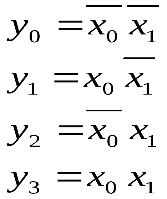 y₀ = x̅₀ x̅₁
y₁ = x₀ x̅₁
y₂ = x̅₀ x₁
y₃ = x₀ x₁